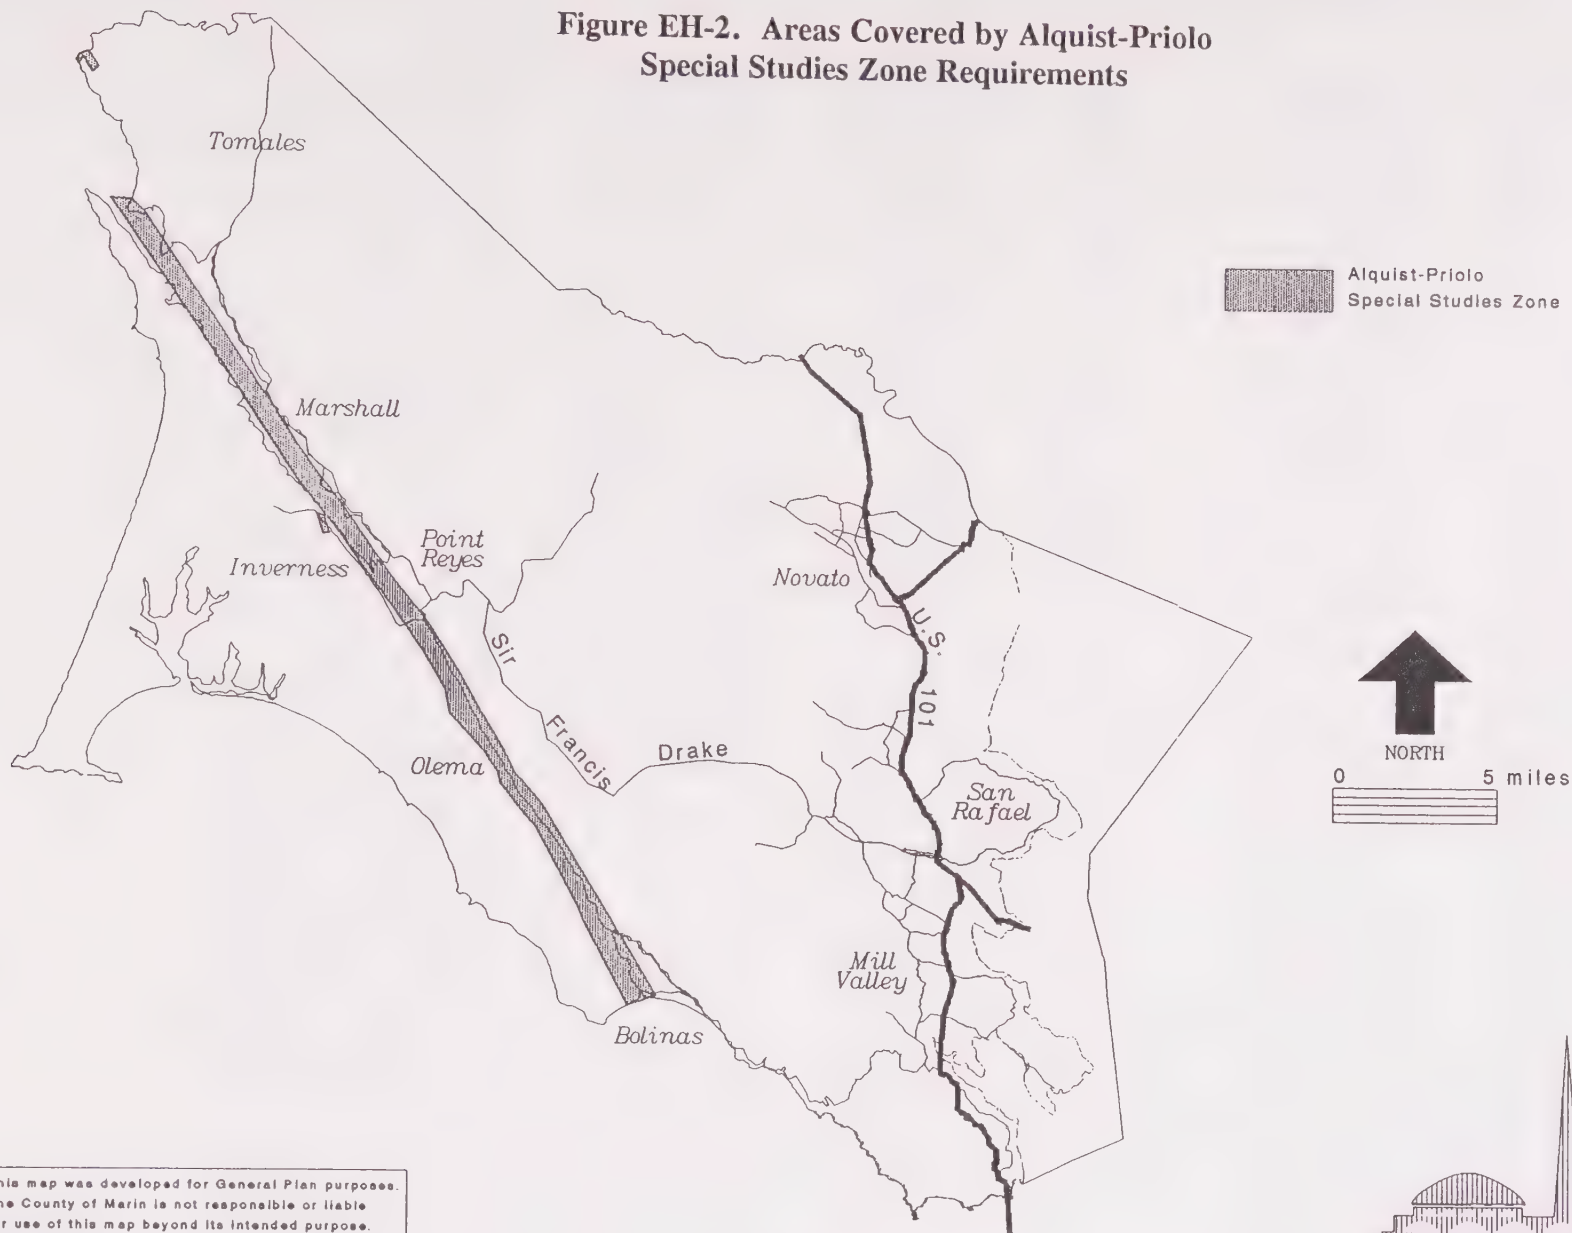 Figure EH-2. Areas Covered by Alquist-Priolo
Special Studies Zone Requirements
Tomales
Alquist-Priolo
Special Studies Zone
Marshall
Point
Reyes
Inverness
Novato
U.S. 101
Sir Francis Drake
NORTH
0 5 miles
Olema
San
Rafael
Mill
Valley
Bolinas
his map was developed for General Plan purposes.
he County of Marin is not responsible or liable
r use of this map beyond its intended purpose.